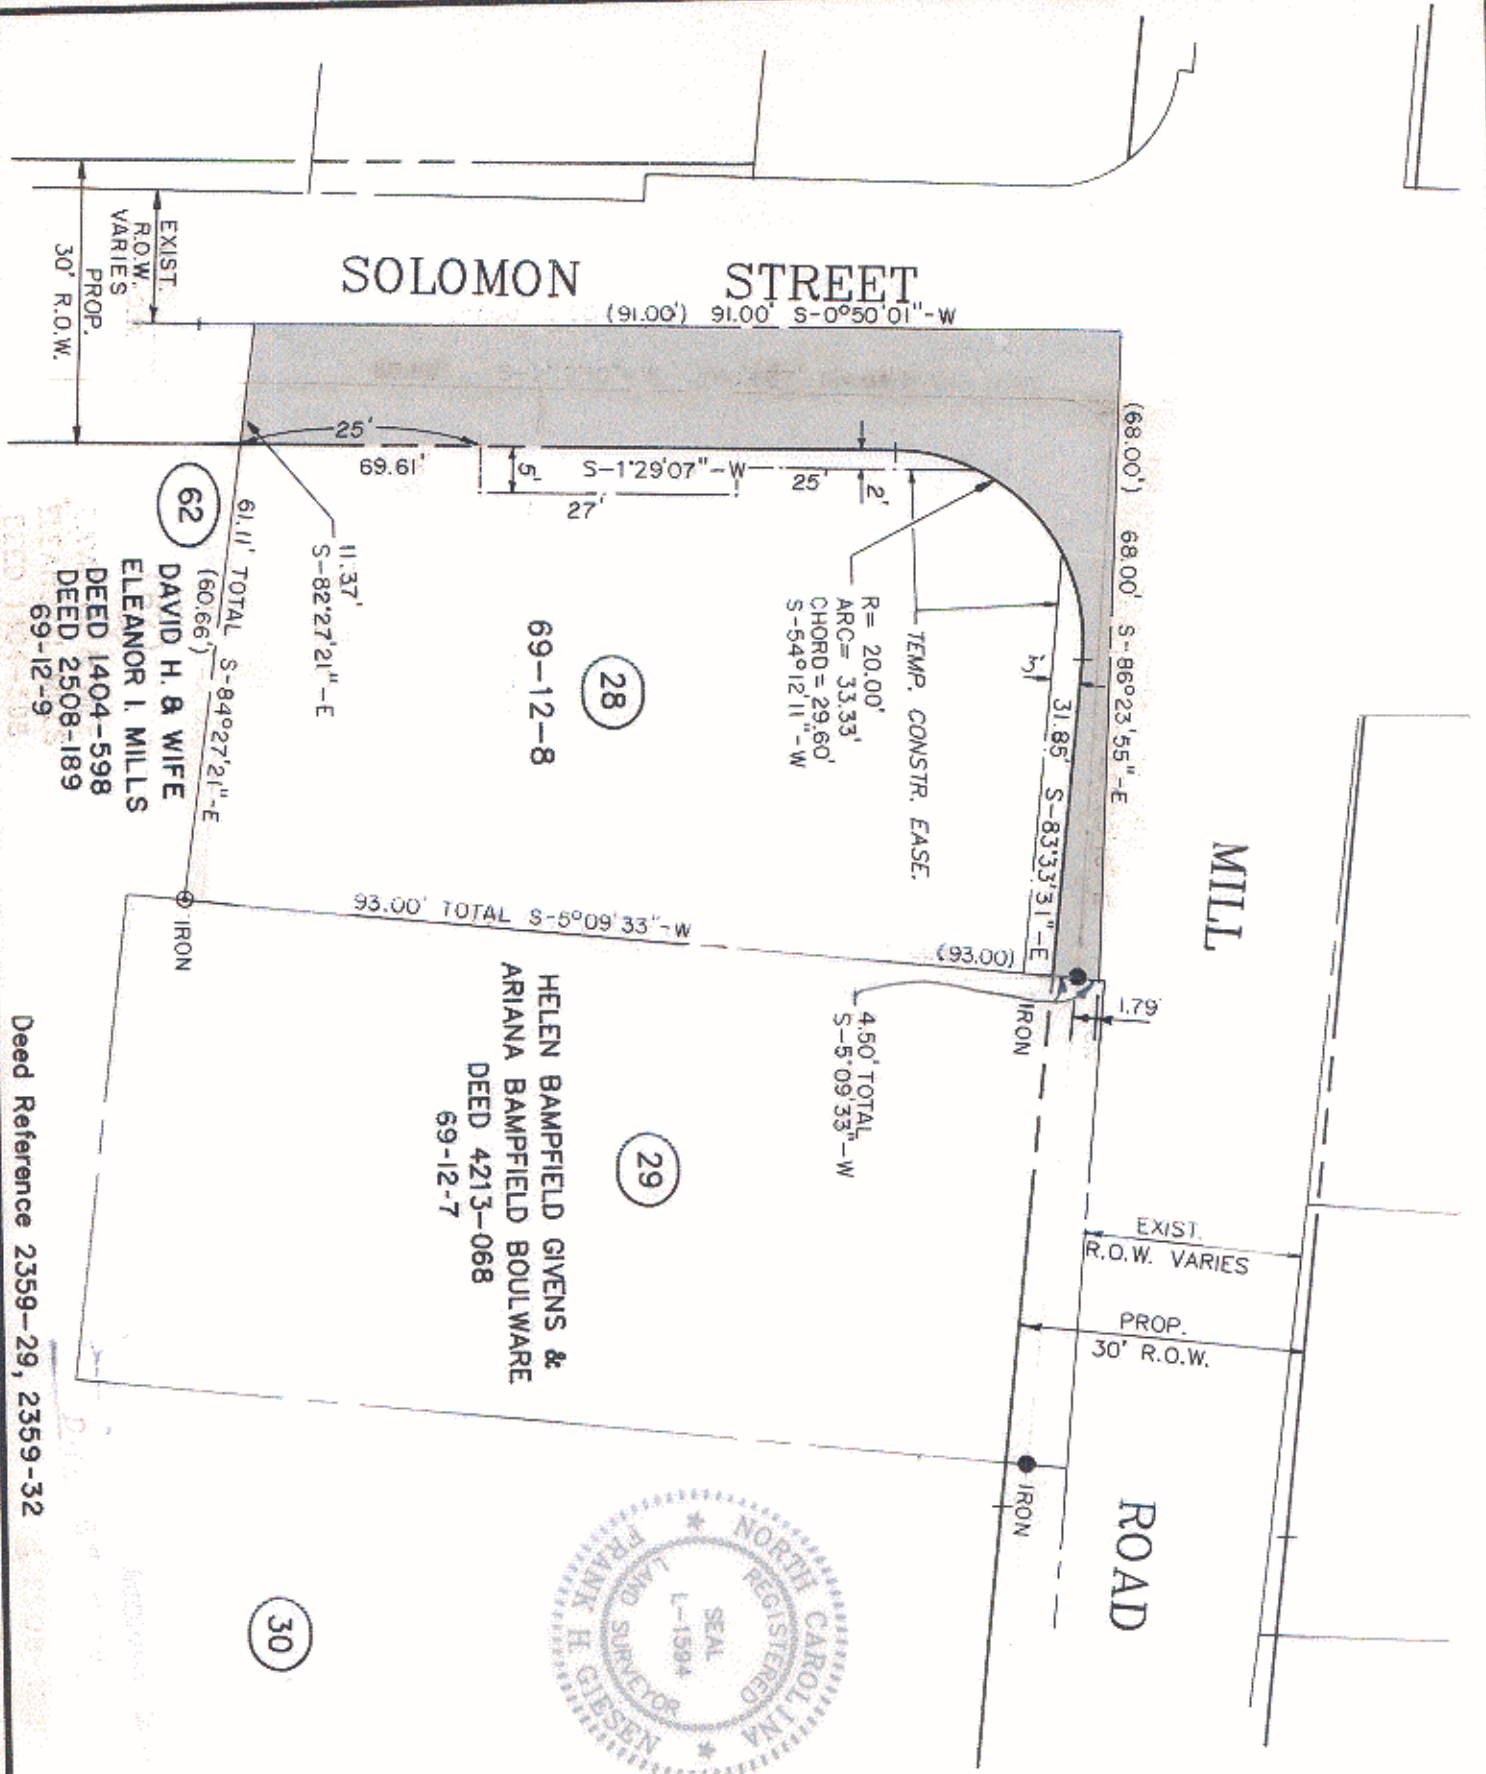 SOLOMON STREET
(91.00') 91.00' S-0°50'01"-W
EXIST.
R.O.W.
VARIES
PROP.
30' R.O.W.
(68.00') 68.00' S-86°23'55"-E
25'
69.61'
5'
S-1°29'07"-W
27'
25'
2'
11.37'
S-82°27'21"-E
R= 20.00'
ARC= 33.33'
CHORD= 29.60'
S-54°12'11"-W
TEMP. CONSTR. EASE.
3'
31.85' S-83°33'31"-E
28
69-12-8
61.11' TOTAL S-84°27'21"-E
(60.66')
62
DAVID H. & WIFE
ELEANOR I. MILLS
DEED 1404-598
DEED 2508-189
69-12-9
IRON
93.00' TOTAL S-5°09'33"-W
(93.00)
IRON
1.79'
4.50' TOTAL
S-5°09'33"-W
MILL ROAD
29
HELEN BAMPFIELD GIVENS &
ARIANA BAMPFIELD BOULWARE
DEED 4213-068
69-12-7
EXIST.
R.O.W. VARIES
PROP.
30' R.O.W.
IRON
30
NORTH CAROLINA
REGISTERED
SEAL
L-1594
LAND SURVEYOR
FRANK H. GIESEN
Deed Reference 2359-29, 2359-32